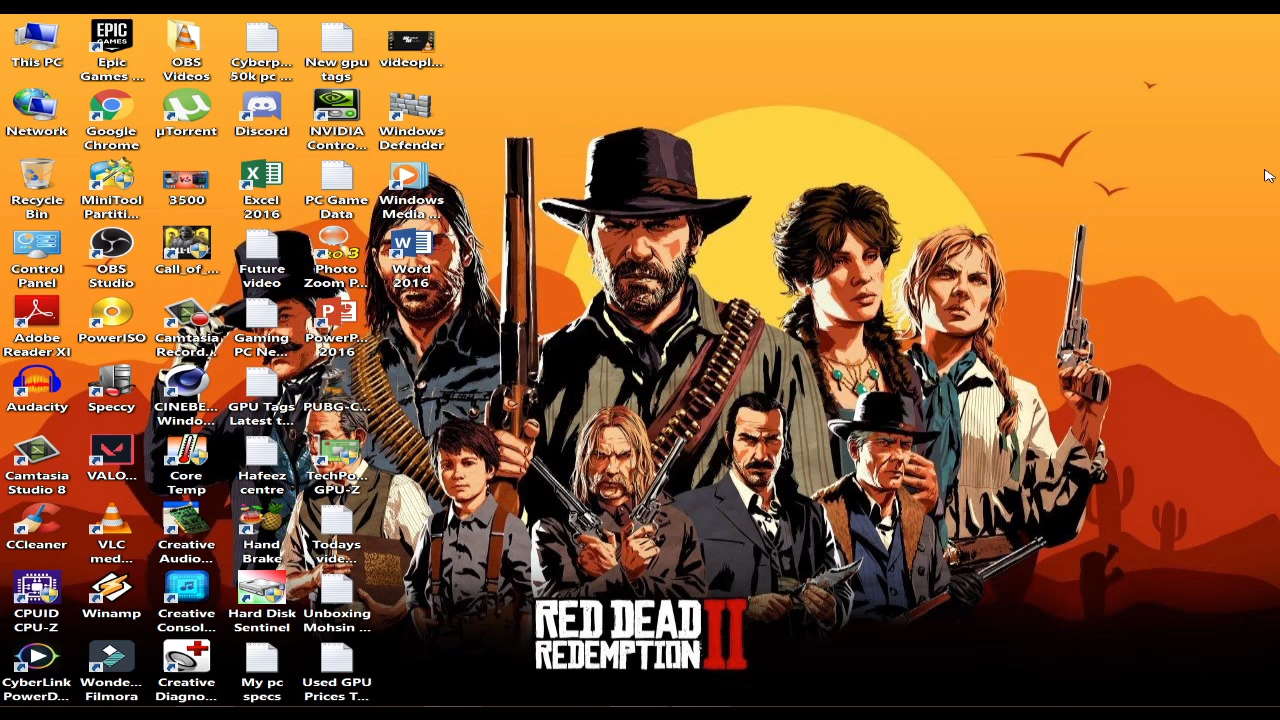 This PC
Epic
Games ...
OBS
Videos
Cyberp...
50k pc ...
New gpu
tags
videopl...
Network
Google
Chrome
µTorrent
Discord
NVIDIA
Contro...
Windows
Defender
Recycle
Bin
MiniTool
Partiti...
3500
Excel
2016
PC Game
Data
Windows
Media ...
Control
Panel
OBS
Studio
Call_of_...
Future
video
Photo
Zoom P...
Word
2016
Adobe
Reader XI
PowerISO
Camtasia
Record...
Gaming
PC Ne...
PowerP...
2016
Audacity
Speccy
CINEBE...
Windo...
GPU Tags
Latest t...
PUBG-C...
Camtasia
Studio 8
VALO...
Core
Temp
Hafeez
centre
TechPo...
GPU-Z
CCleaner
VLC
med...
Creative
Audio...
Hand
Brake
Todays
vide...
CPUID
CPU-Z
Winamp
Creative
Consol...
Hard Disk
Sentinel
Unboxing
Mohsin ...
CyberLink
PowerD...
Wonde...
Filmora
Creative
Diagno...
My pc
specs
Used GPU
Prices T...
RED DEAD
REDEMPTION II